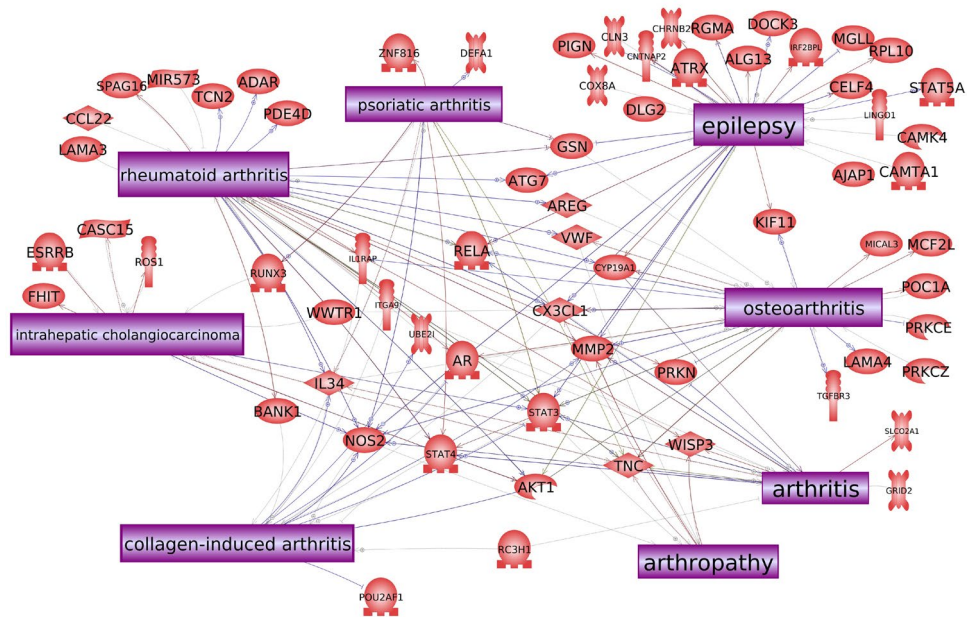 ZNF816
DEFA1
CLN3
CHRNB2
RGMA
DOCK3
PIGN
CNTNAP2
ATRX
ALG13
IRF2BPL
MGLL
RPL10
COX8A
DLG2
CELF4
STAT5A
LINGO1
CAMK4
epilepsy
psoriatic arthritis
SPAG16
MIR573
TCN2
ADAR
PDE4D
CCL22
LAMA3
rheumatoid arthritis
GSN
ATG7
AREG
AJAP1
CAMTA1
KIF11
VWF
CASC15
ESRRB
ROS1
FHIT
RUNX3
IL1RAP
RELA
CYP19A1
MICAL3
MCF2L
POC1A
PRKCE
PRKCZ
osteoarthritis
intrahepatic cholangiocarcinoma
WWTR1
ITGA9
UBE2I
CX3CL1
MMP2
AR
PRKN
LAMA4
TGFBR3
IL34
BANK1
NOS2
STAT3
STAT4
WISP3
TNC
SLCO2A1
AKT1
arthritis
GRID2
collagen-induced arthritis
RC3H1
arthropathy
POU2AF1